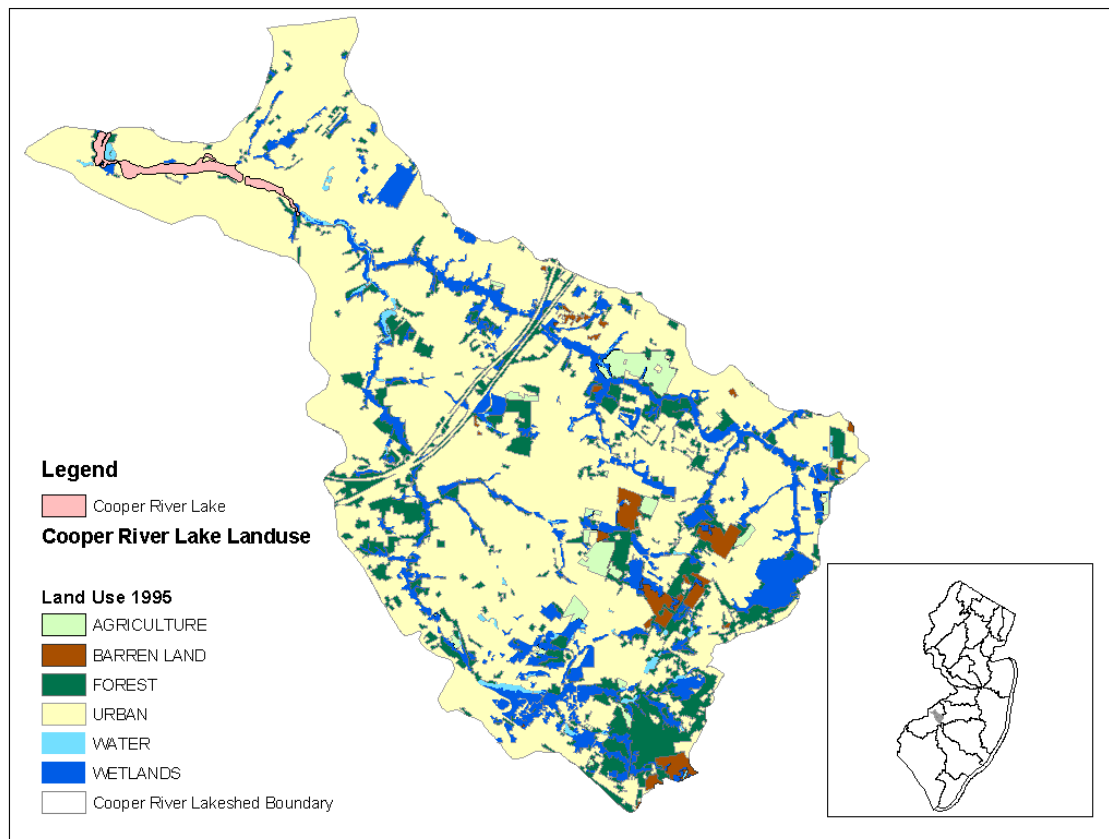 Legend
Cooper River Lake
Cooper River Lake Landuse
Land Use 1995
AGRICULTURE
BARREN LAND
FOREST
URBAN
WATER
WETLANDS
Cooper River Lakeshed Boundary